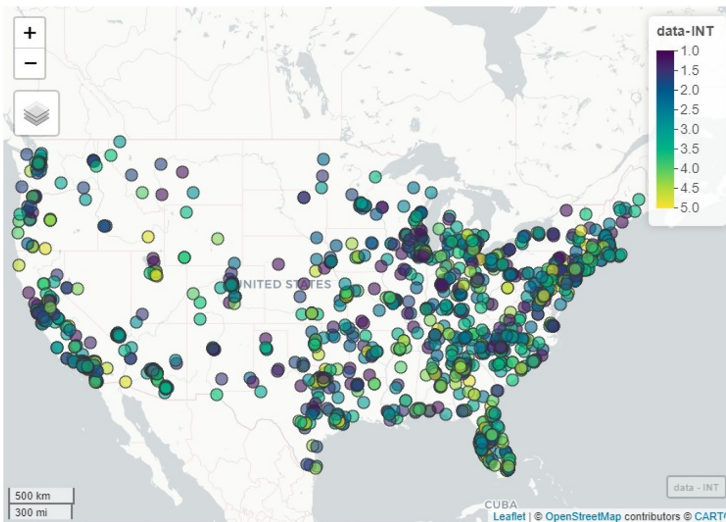 +
−
data-INT
1.0
1.5
2.0
2.5
3.0
3.5
4.0
4.5
5.0
UNITED STATES
500 km
300 mi
data - INT
CUBA
Leaflet | © OpenStreetMap contributors © CARTO